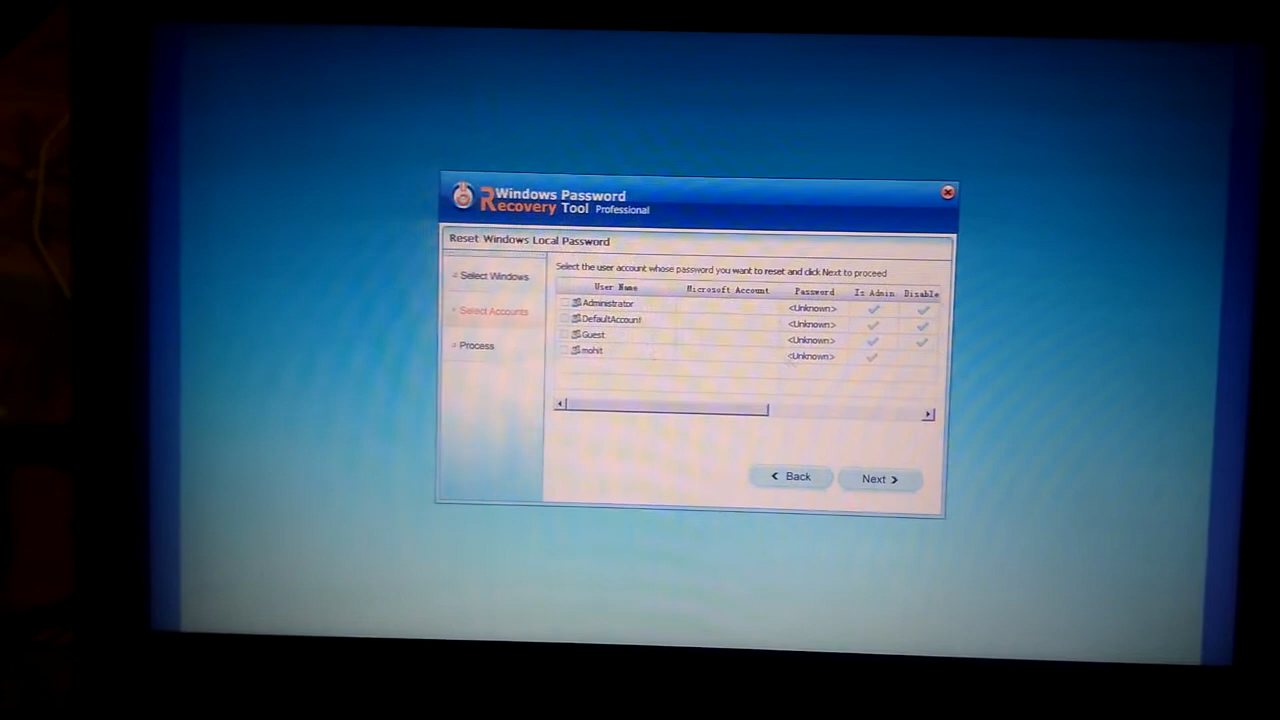 Windows Password
Recovery Tool Professional
Reset Windows Local Password
Select Windows
Select Accounts
Process
Select the user account whose password you want to reset and click Next to proceed
User Name Microsoft Account Password Is Admin Disable
Administrator <Unknown>
DefaultAccount <Unknown>
Guest <Unknown>
mohit <Unknown>
< Back
Next >